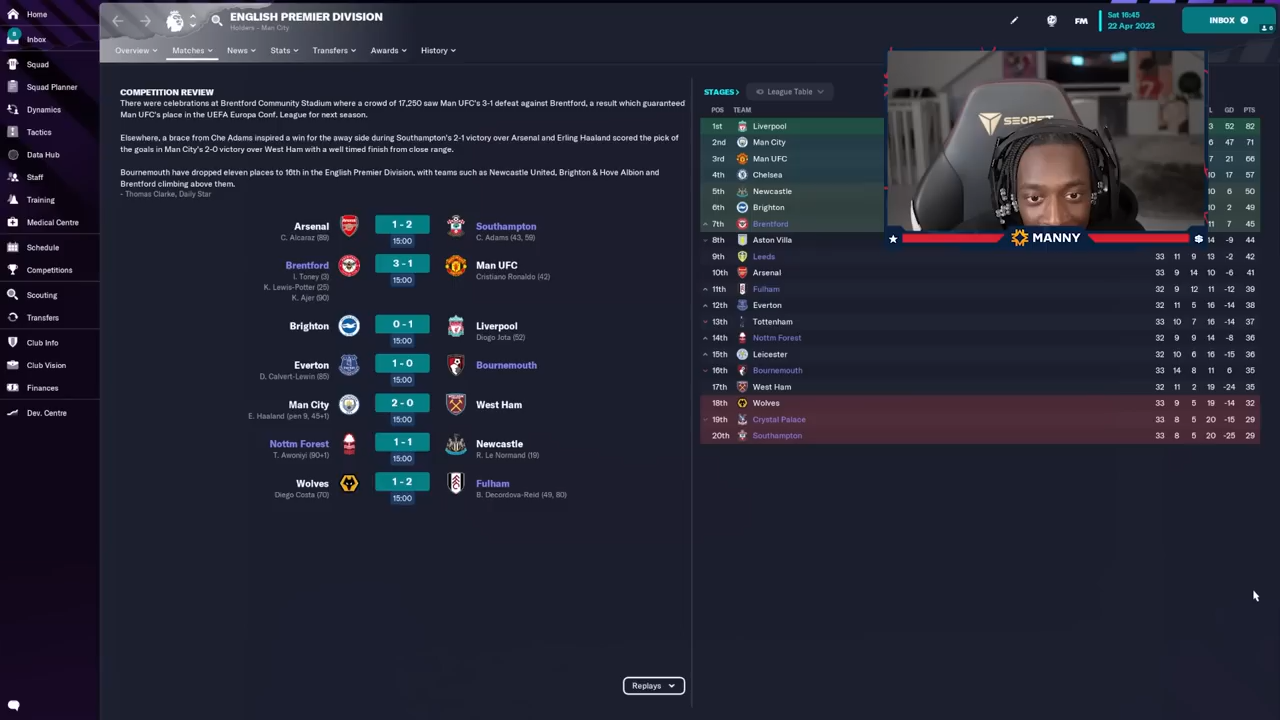 Home
ENGLISH PREMIER DIVISION
Holders - Man City
FM
Sat 16:45
22 Apr 2023
INBOX
6
8
Inbox
Overview
Matches
News
Stats
Transfers
Awards
History
Squad
Squad Planner
Dynamics
Tactics
Data Hub
Staff
Training
Medical Centre
Schedule
Competitions
Scouting
Transfers
Club Info
Club Vision
Finances
Dev. Centre
COMPETITION REVIEW
There were celebrations at Brentford Community Stadium where a crowd of 17,250 saw Man UFC's 3-1 defeat against Brentford, a result which guaranteed
Man UFC's place in the UEFA Europa Conf. League for next season.
Elsewhere, a brace from Che Adams inspired a win for the away side during Southampton's 2-1 victory over Arsenal and Erling Haaland scored the pick of
the goals in Man City's 2-0 victory over West Ham with a well timed finish from close range.
Bournemouth have dropped eleven places to 16th in the English Premier Division, with teams such as Newcastle United, Brighton & Hove Albion and
Brentford climbing above them.
- Thomas Clarke, Daily Star
Arsenal 1 - 2 Southampton
C. Alcaraz (89) 15:00 C. Adams (43, 59)
Brentford 3 - 1 Man UFC
I. Toney (3) 15:00 Cristiano Ronaldo (42)
K. Lewis-Potter (25)
K. Ajer (90)
Brighton 0 - 1 Liverpool
15:00 Diogo Jota (52)
Everton 1 - 0 Bournemouth
D. Calvert-Lewin (85) 15:00
Man City 2 - 0 West Ham
E. Haaland (pen 9, 45+1) 15:00
Nottm Forest 1 - 1 Newcastle
T. Awoniyi (90+1) 15:00 R. Le Normand (19)
Wolves 1 - 2 Fulham
Diego Costa (70) 15:00 B. Decordova-Reid (49, 80)
Replays
STAGES
League Table
POS TEAM L GD PTS
1st Liverpool 3 52 82
2nd Man City 6 47 71
3rd Man UFC 7 21 66
4th Chelsea 10 17 57
5th Newcastle 10 6 50
6th Brighton 10 2 49
7th Brentford 11 7 45
8th Aston Villa 14 -9 44
9th Leeds 33 11 9 13 -2 42
10th Arsenal 33 9 14 10 -6 41
11th Fulham 32 9 12 11 -12 39
12th Everton 32 11 5 16 -14 38
13th Tottenham 33 10 7 16 -14 37
14th Nottm Forest 32 9 9 14 -8 36
15th Leicester 32 10 6 16 -15 36
16th Bournemouth 33 14 8 11 6 35
17th West Ham 32 11 2 19 -24 35
18th Wolves 33 9 5 19 -14 32
19th Crystal Palace 33 8 5 20 -15 29
20th Southampton 33 8 5 20 -25 29
SECRET
MANNY